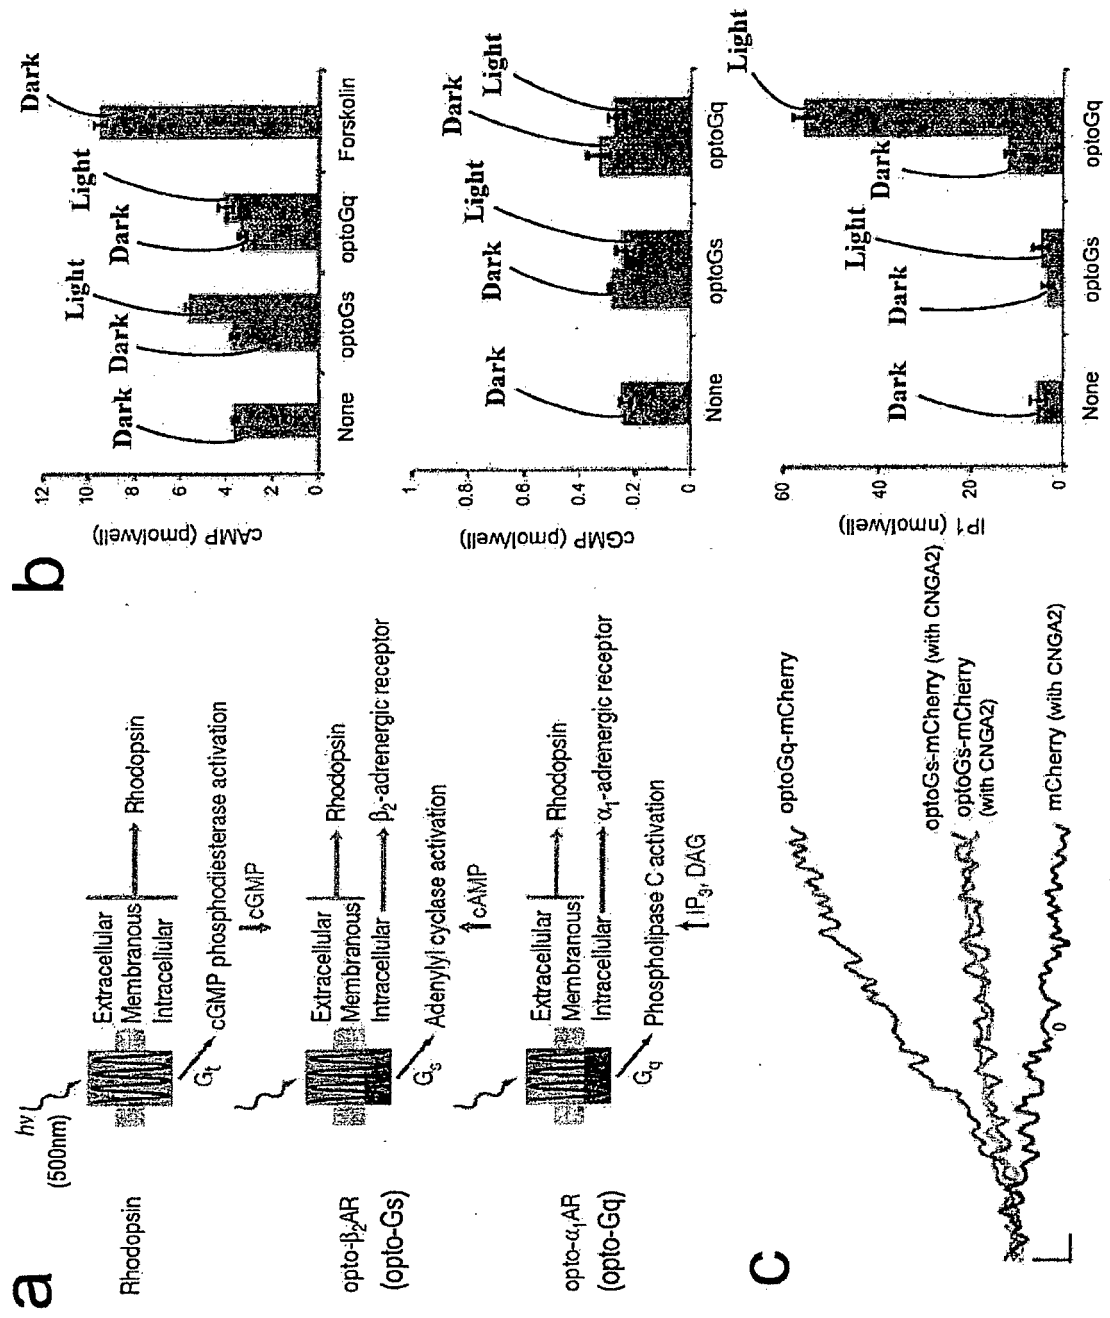 a
Rhodopsin
hν
(500nm)
Extracellular
Membranous
Intracellular
Rhodopsin
Gt
cGMP phosphodiesterase activation
cGMP
opto-β2AR
(opto-Gs)
Extracellular
Membranous
Intracellular
Rhodopsin
β2-adrenergic receptor
Gs
Adenylyl cyclase activation
cAMP
opto-α1AR
(opto-Gq)
Extracellular
Membranous
Intracellular
Rhodopsin
α1-adrenergic receptor
Gq
Phospholipase C activation
IP3, DAG
b
cAMP (pmol/well)
12
10
8
6
4
2
0
Dark
Dark
Light
Dark
Light
Dark
None
optoGs
optoGq
Forskolin
cGMP (pmol/well)
1
0.8
0.6
0.4
0.2
0
Dark
Dark
Light
Dark
Light
None
optoGs
optoGq
IP1 (nmol/well)
60
40
20
0
Dark
Dark
Light
Dark
Light
None
optoGs
optoGq
c
optoGq-mCherry
optoGs-mCherry (with CNGA2)
optoGs-mCherry
(with CNGA2)
mCherry (with CNGA2)
0